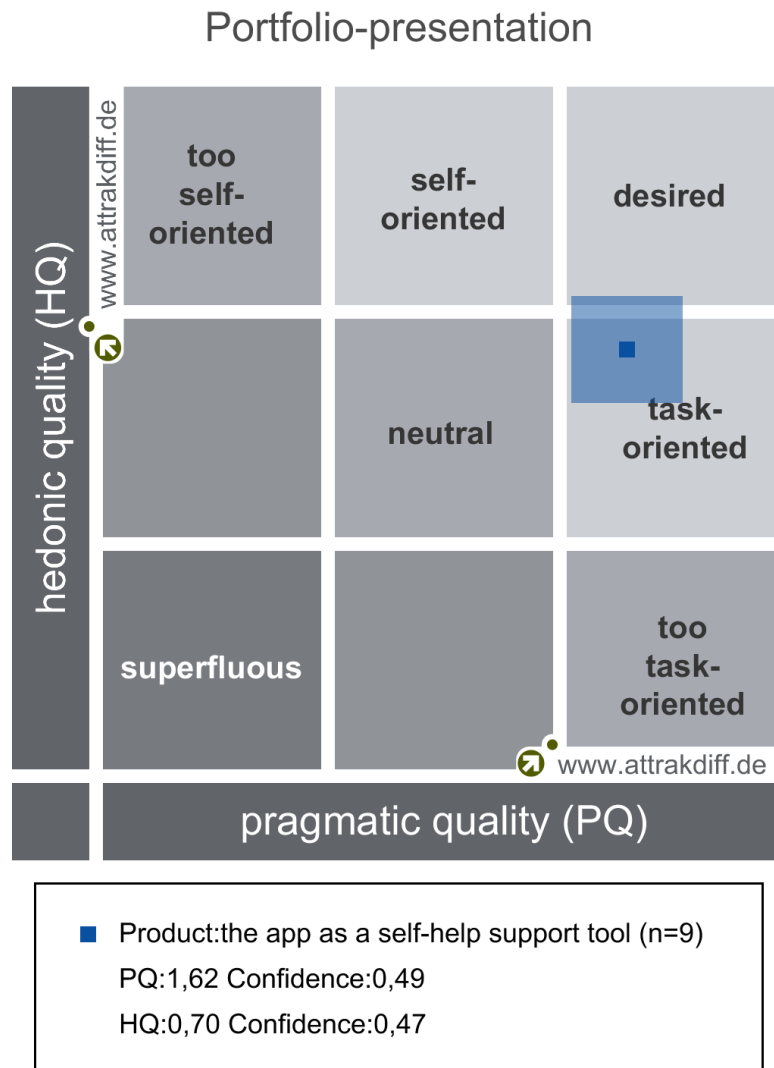 Portfolio-presentation
www.attrakdiff.de
hedonic quality (HQ)
too
self-
oriented
self-
oriented
desired
neutral
task-
oriented
superfluous
too
task-
oriented
www.attrakdiff.de
pragmatic quality (PQ)
Product:the app as a self-help support tool (n=9)
PQ:1,62 Confidence:0,49
HQ:0,70 Confidence:0,47